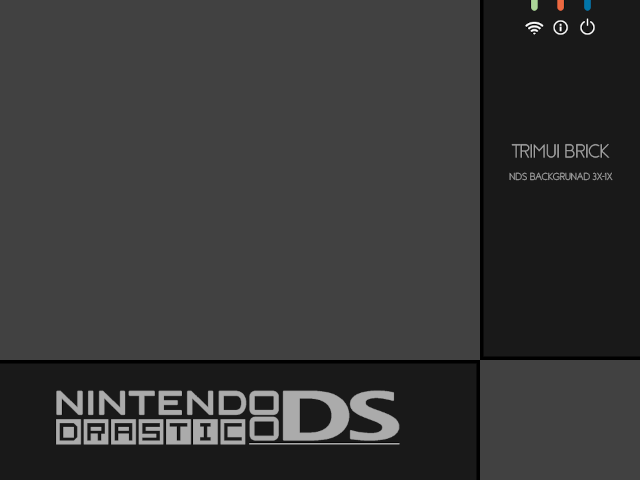 TRIMUI BRICK
NDS BACKGRUNAD 3X-1X
NINTENDO DS
DRASTIC